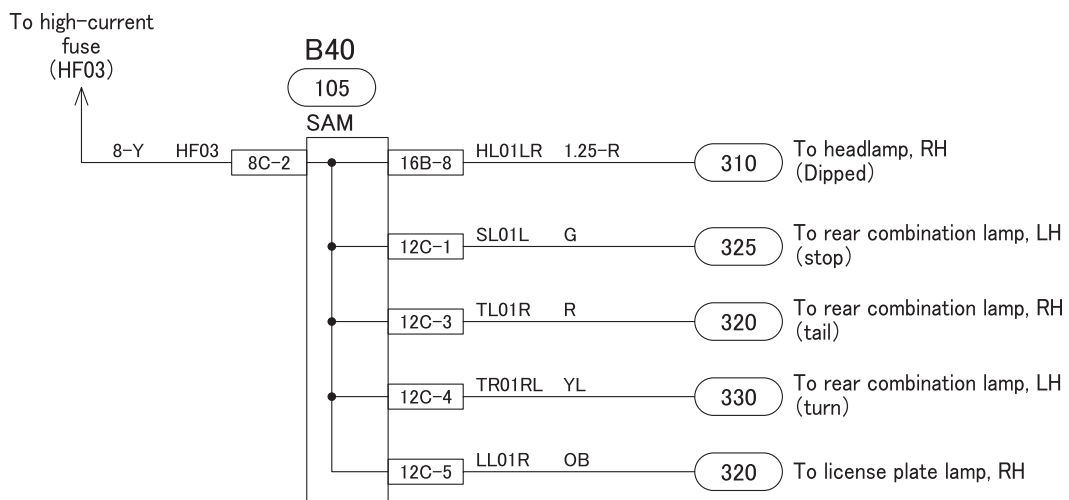 To high-current
fuse
(HF03)
B40
105
SAM
8-Y HF03 8C-2 16B-8 HL01LR 1.25-R 310 To headlamp, RH
(Dipped)
12C-1 SL01L G 325 To rear combination lamp, LH
(stop)
12C-3 TL01R R 320 To rear combination lamp, RH
(tail)
12C-4 TR01RL YL 330 To rear combination lamp, LH
(turn)
12C-5 LL01R OB 320 To license plate lamp, RH